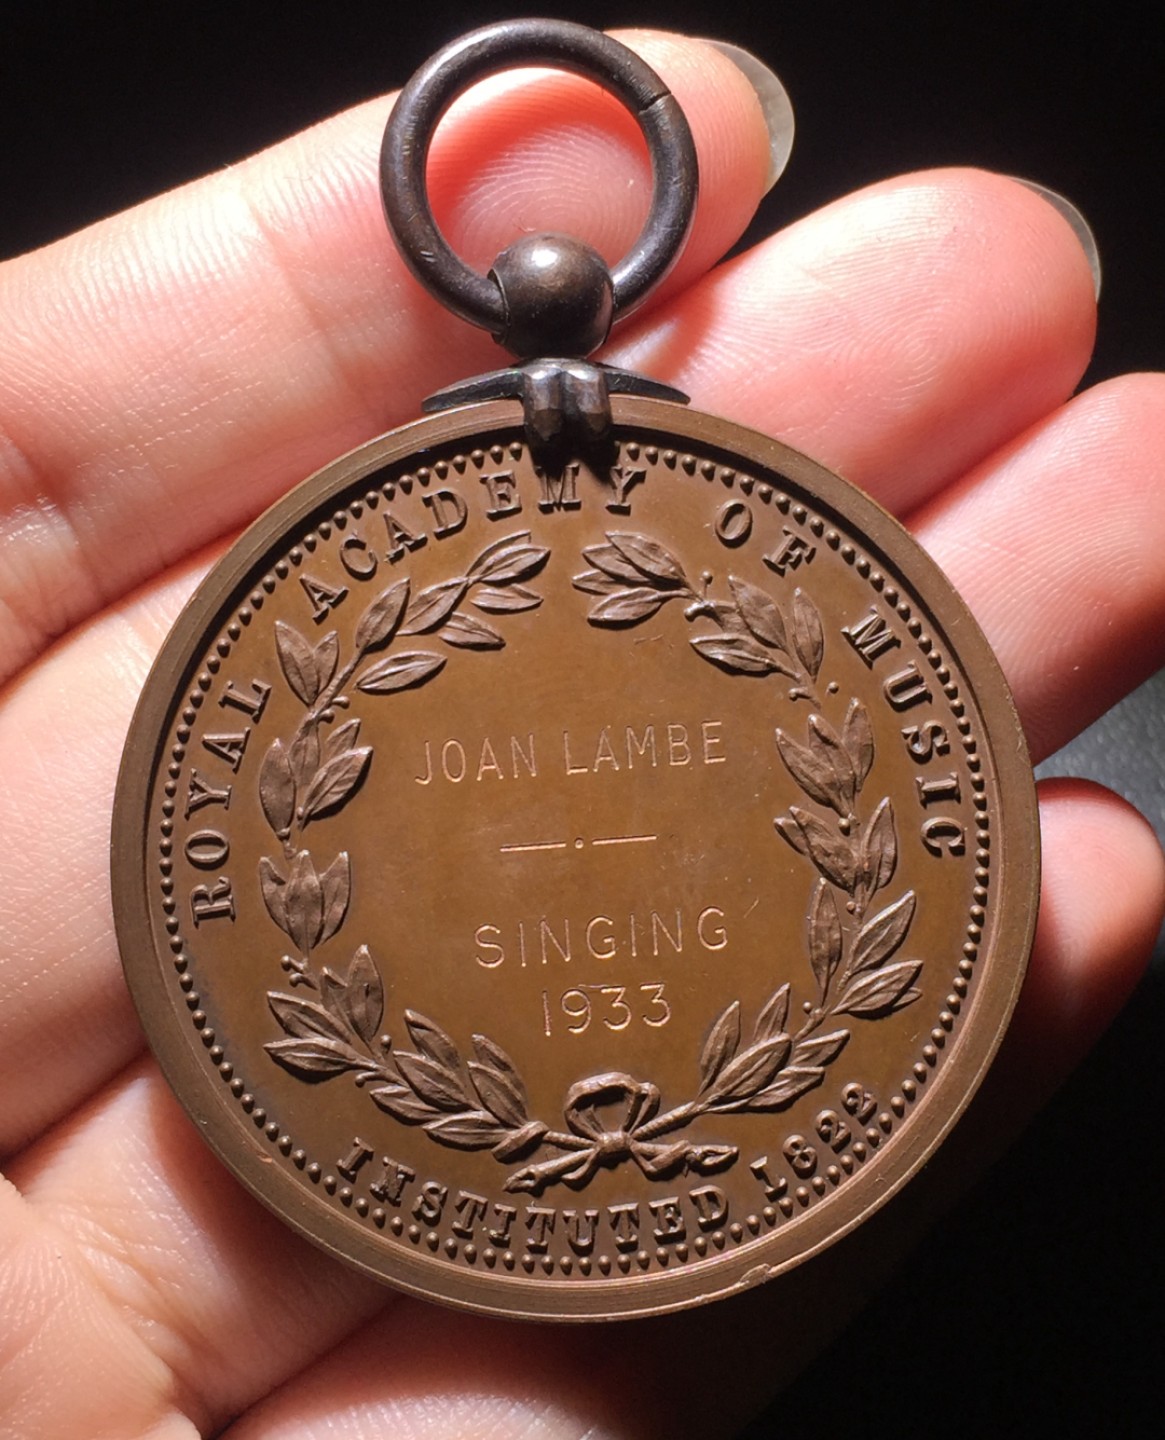 ROYAL ACADEMY OF MUSIC
JOAN LAMBE
SINGING
1933
INSTITUTED 1822